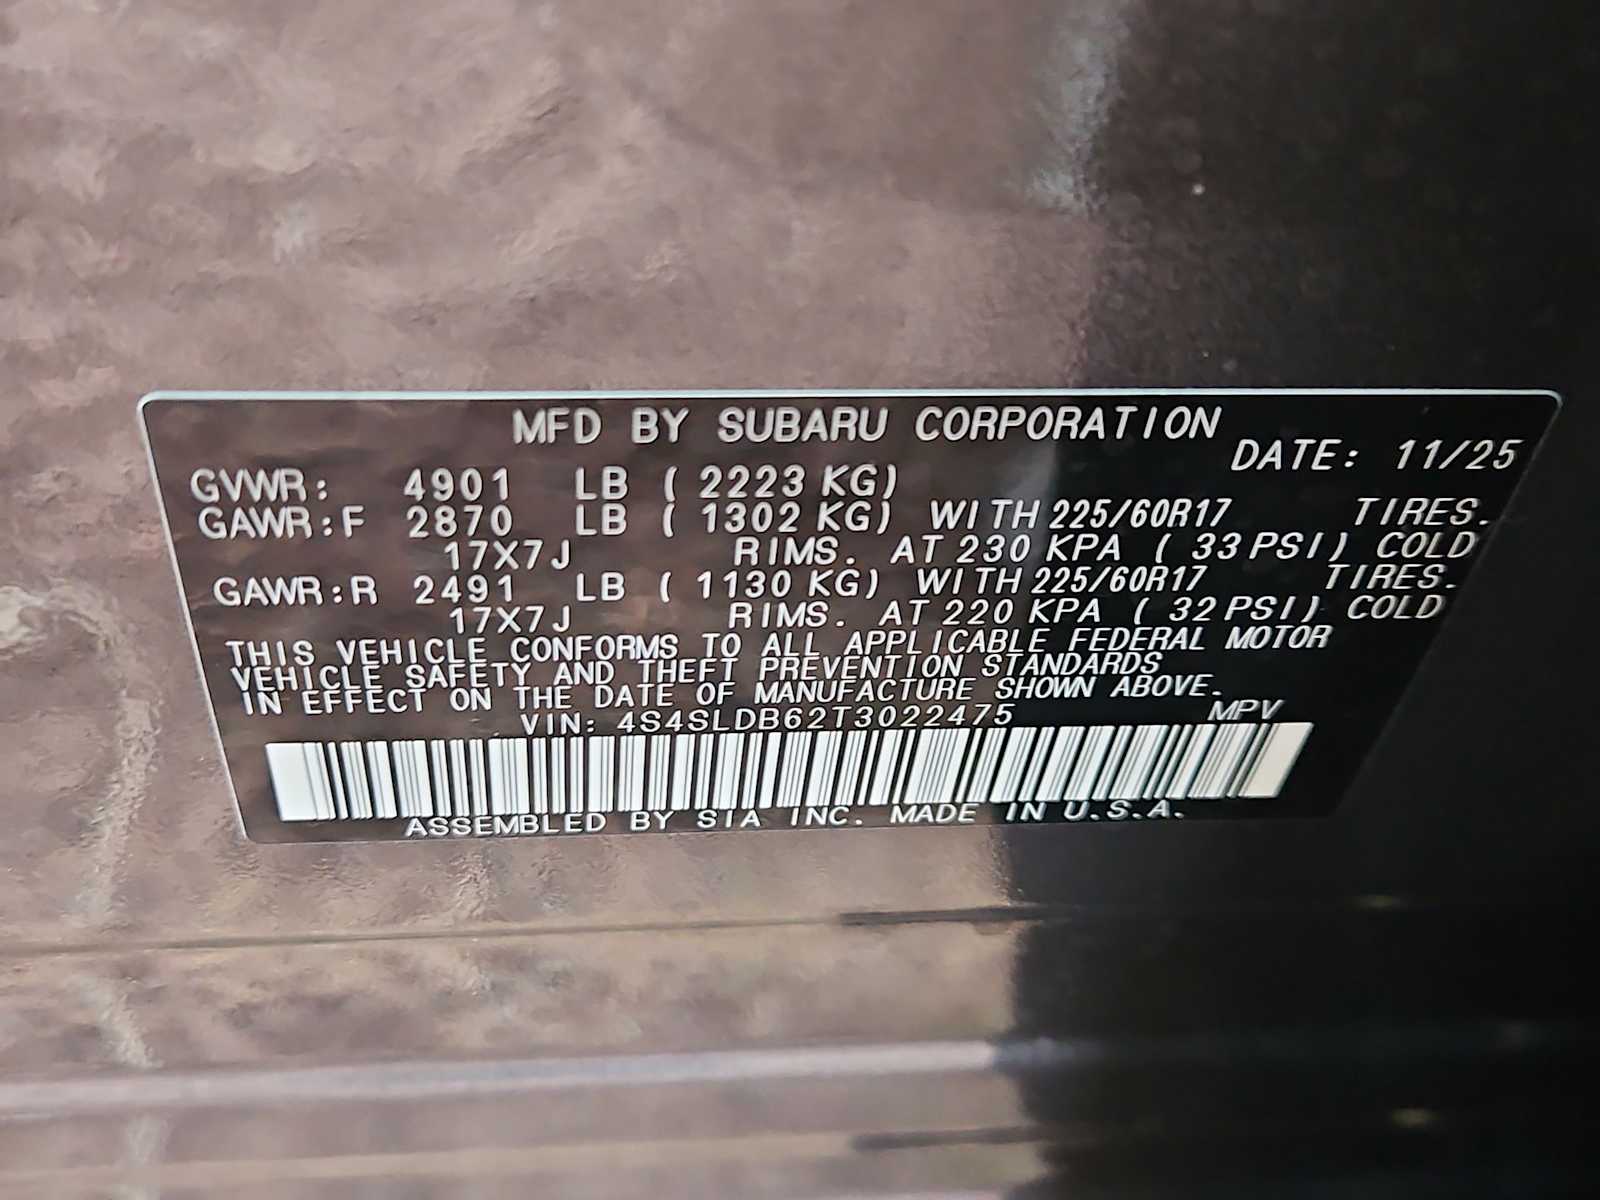 MFD BY SUBARU CORPORATION
DATE: 11/25
GVWR: 4901 LB ( 2223 KG)
GAWR:F 2870 LB ( 1302 KG) WITH 225/60R17 TIRES.
17X7J RIMS. AT 230 KPA ( 33 PSI) COLD
GAWR:R 2491 LB ( 1130 KG) WITH 225/60R17 TIRES.
17X7J RIMS. AT 220 KPA ( 32 PSI) COLD
THIS VEHICLE CONFORMS TO ALL APPLICABLE FEDERAL MOTOR
VEHICLE SAFETY AND THEFT PREVENTION STANDARDS
IN EFFECT ON THE DATE OF MANUFACTURE SHOWN ABOVE.
VIN: 4S4SLDB62T3022475 MPV
ASSEMBLED BY SIA INC. MADE IN U.S.A.